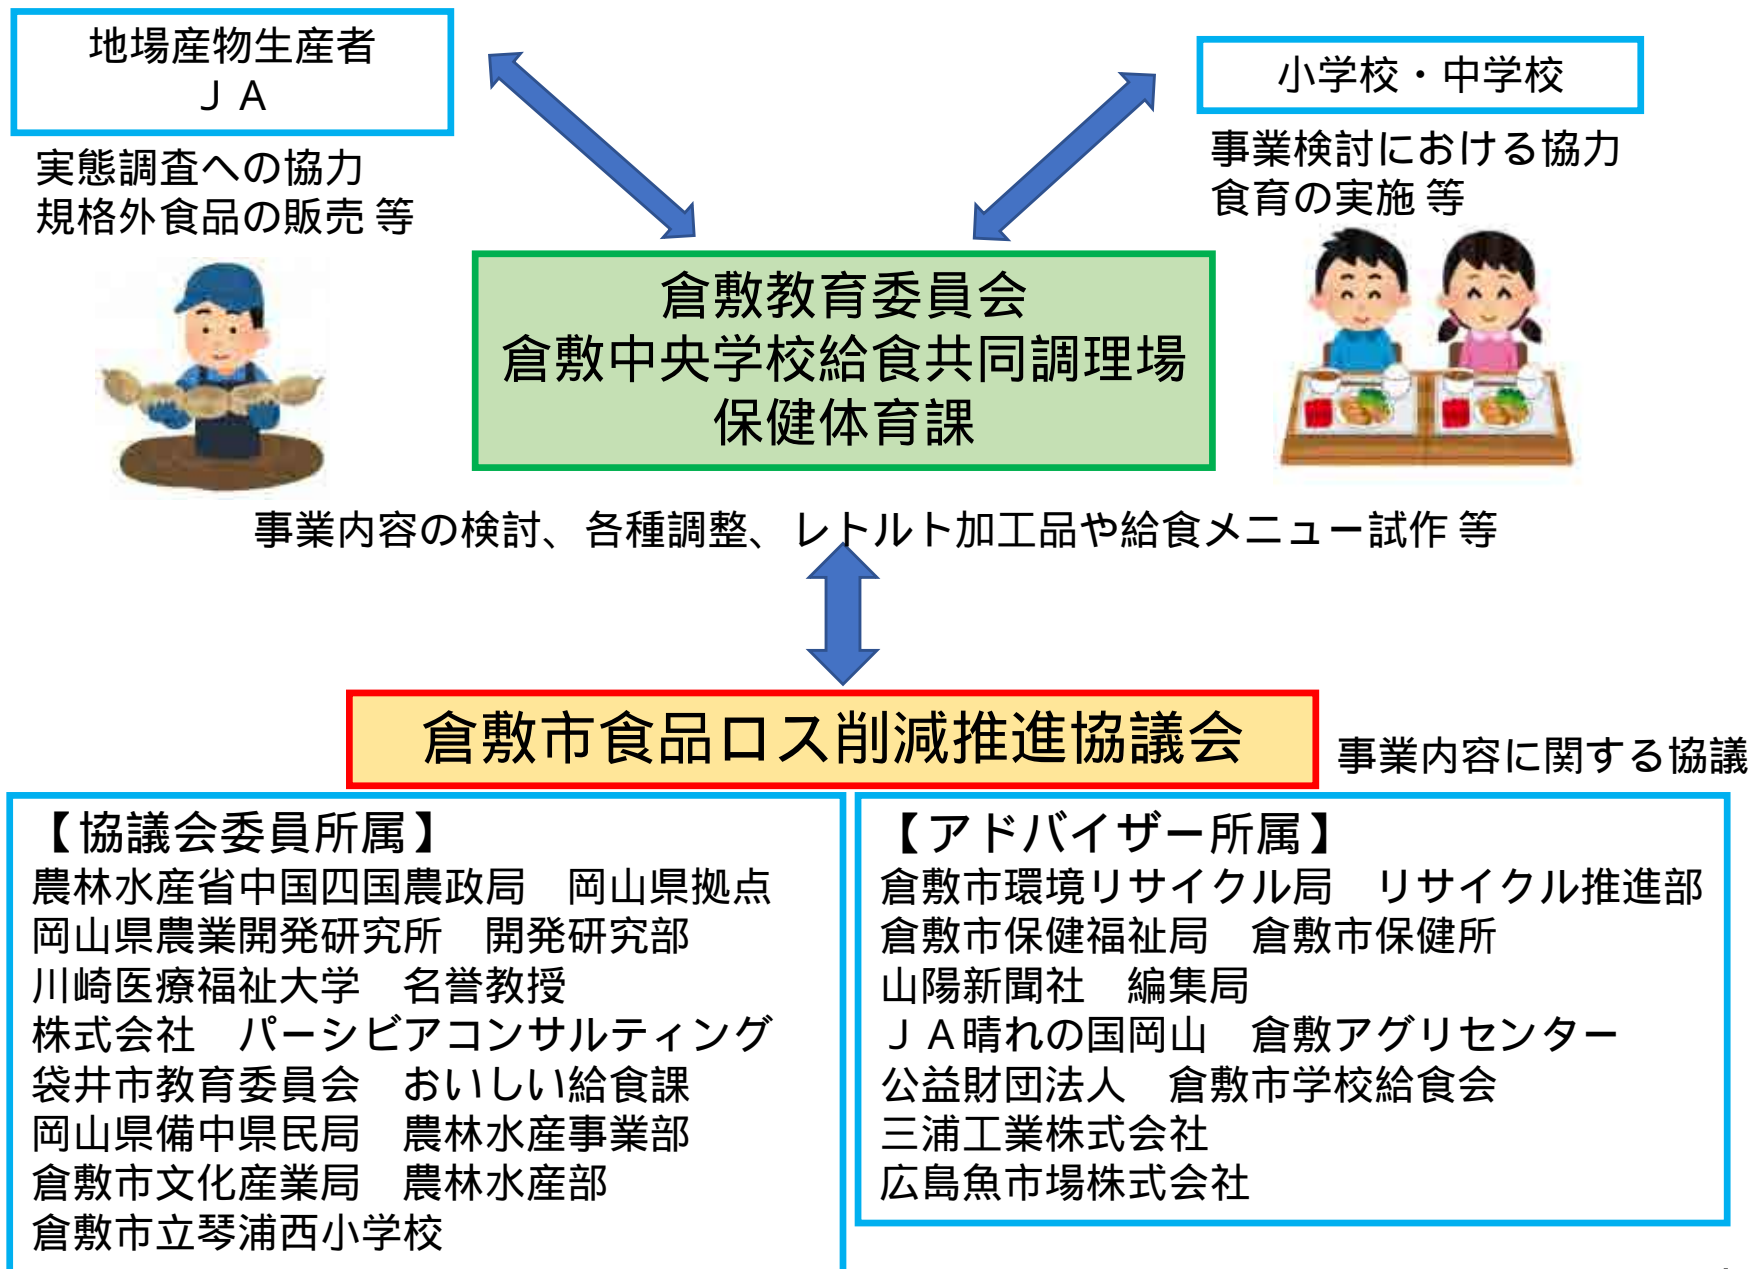 地場産物生産者
ＪＡ
実態調査への協力
規格外食品の販売 等
小学校・中学校
事業検討における協力
食育の実施 等
倉敷教育委員会
倉敷中央学校給食共同調理場
保健体育課
事業内容の検討、各種調整、レトルト加工品や給食メニュー試作 等
倉敷市食品ロス削減推進協議会
事業内容に関する協議
【協議会委員所属】
農林水産省中国四国農政局　岡山県拠点
岡山県農業開発研究所　開発研究部
川崎医療福祉大学　名誉教授
株式会社　パーシビアコンサルティング
袋井市教育委員会　おいしい給食課
岡山県備中県民局　農林水産事業部
倉敷市文化産業局　農林水産部
倉敷市立琴浦西小学校
【アドバイザー所属】
倉敷市環境リサイクル局　リサイクル推進部
倉敷市保健福祉局　倉敷市保健所
山陽新聞社　編集局
ＪＡ晴れの国岡山　倉敷アグリセンター
公益財団法人　倉敷市学校給食会
三浦工業株式会社
広島魚市場株式会社